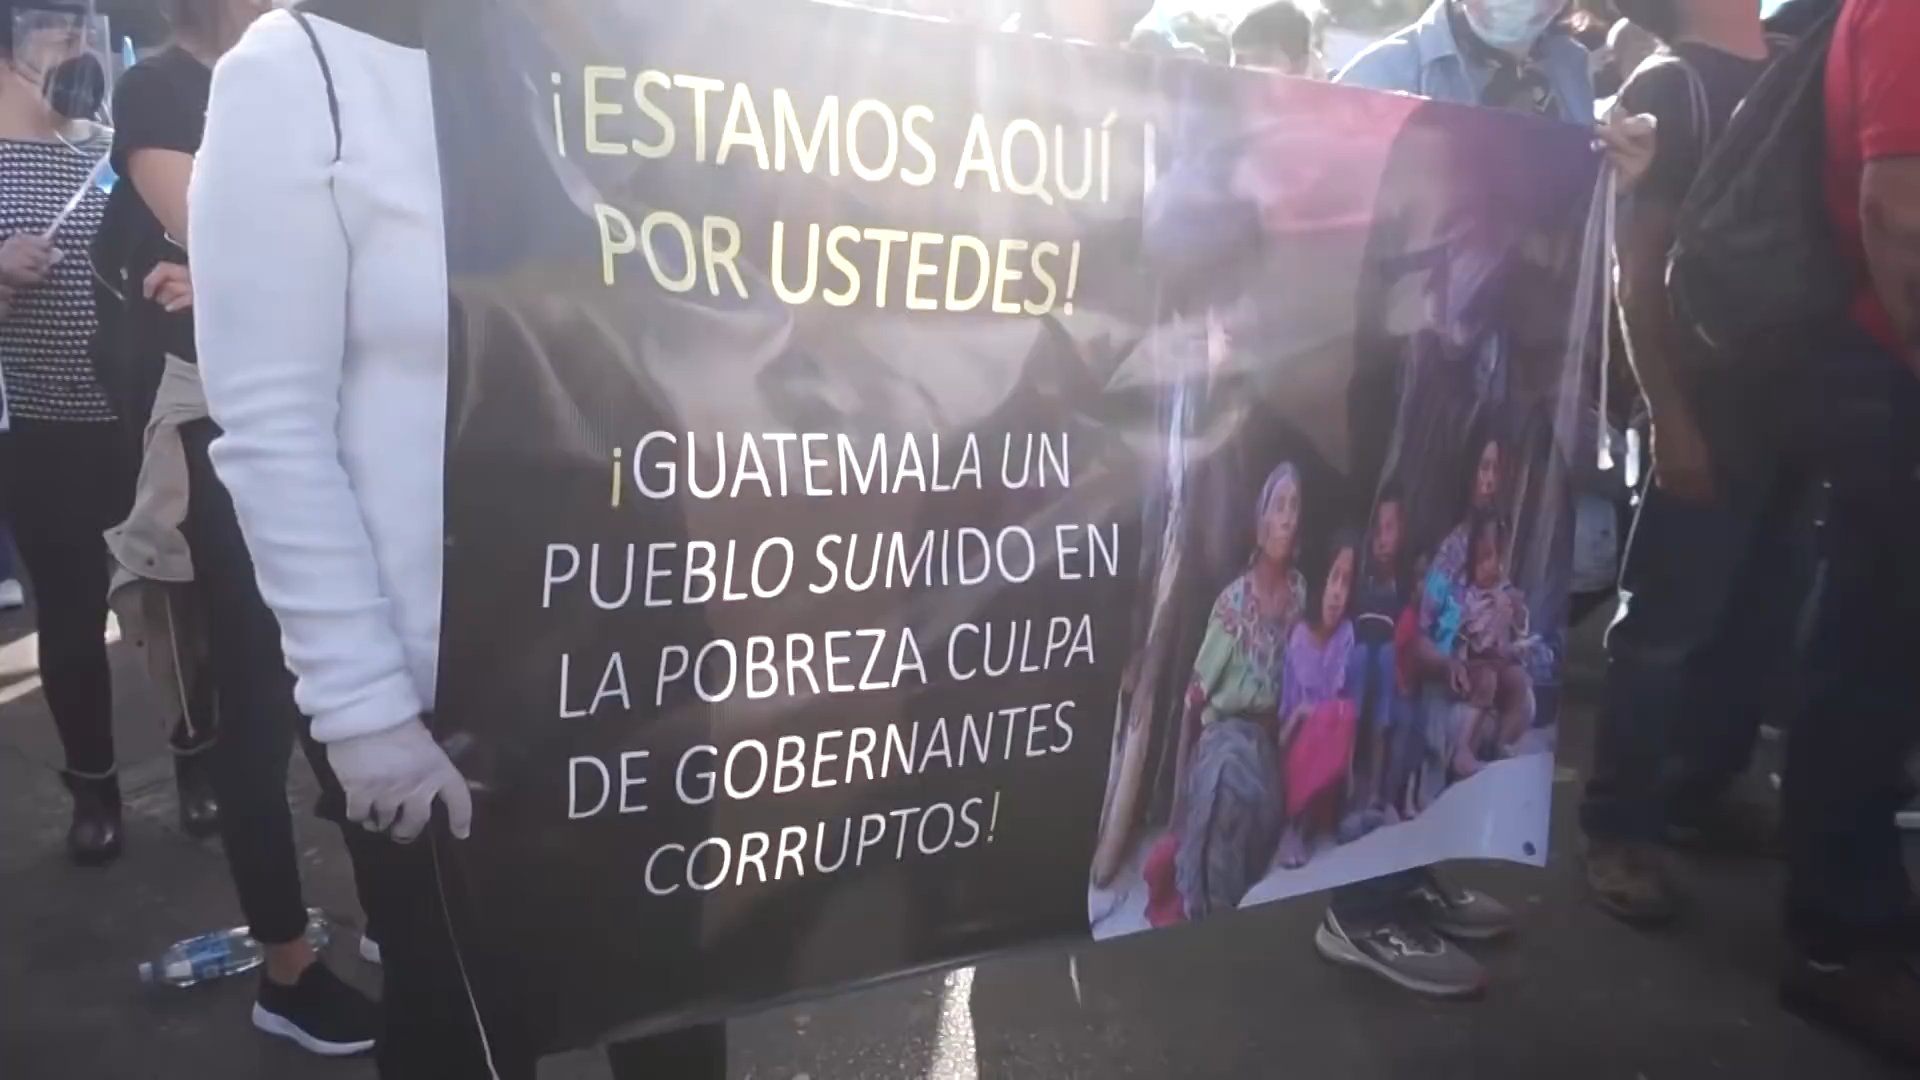 ¡ESTAMOS AQUÍ
POR USTEDES!
¡GUATEMALA UN
PUEBLO SUMIDO EN
LA POBREZA CULPA
DE GOBERNANTES
CORRUPTOS!